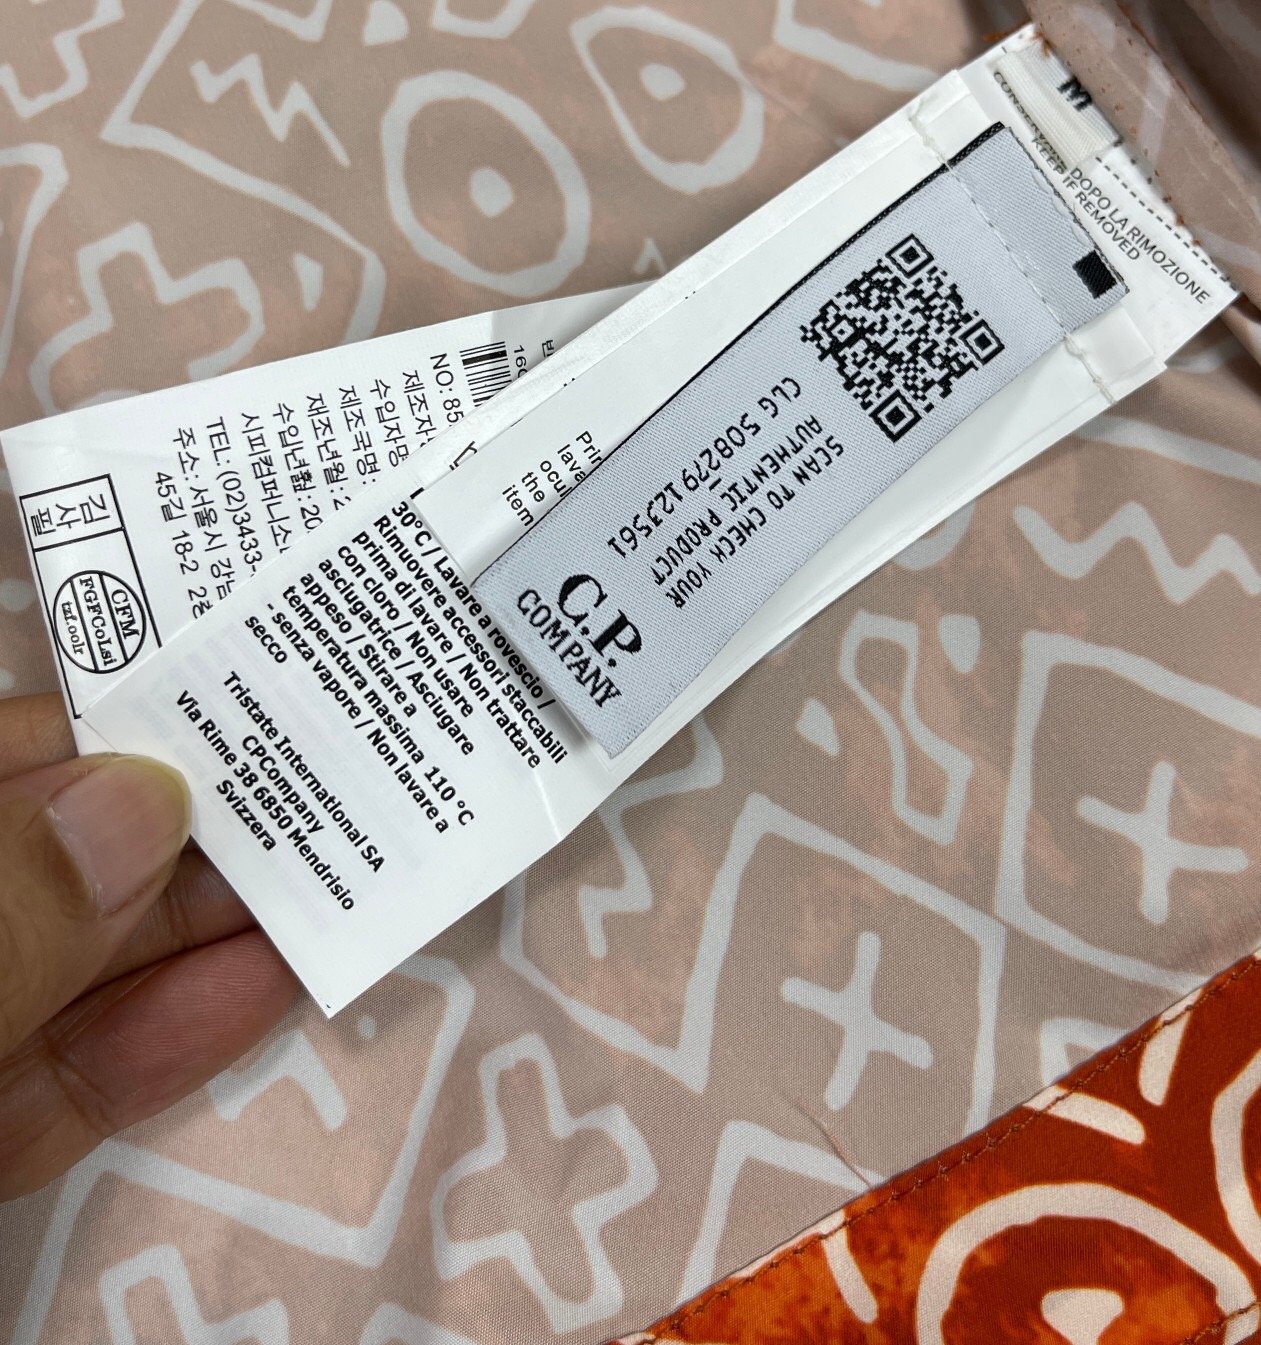 M
DOPO LA RIMOZIONE
KEEP IF REMOVED
C.P.
COMPANY
SCAN TO CHECK YOUR
AUTHENTIC PRODUCT
CLG 508279 123561
the
item
30°C / Lavare a rovescio /
Rimuovere accessori staccabili
prima di lavare / Non trattare
con cloro / Non usare
asciugatrice / Asciugare
appeso / Stirare a
temperatura massima 110 °C
- senza vapore / Non lavare a
secco
Tristate International SA
CPCompany
Via Rime 38 6850 Mendrisio
Svizzera
NO: 85
수입자명
제조국명 :
제조년월: 2
수입년월: 20
시피컴퍼니
TEL: (02)3433-
주소: 서울시 강남
45길 18-2
검사필
CFM
FGFCoLsi